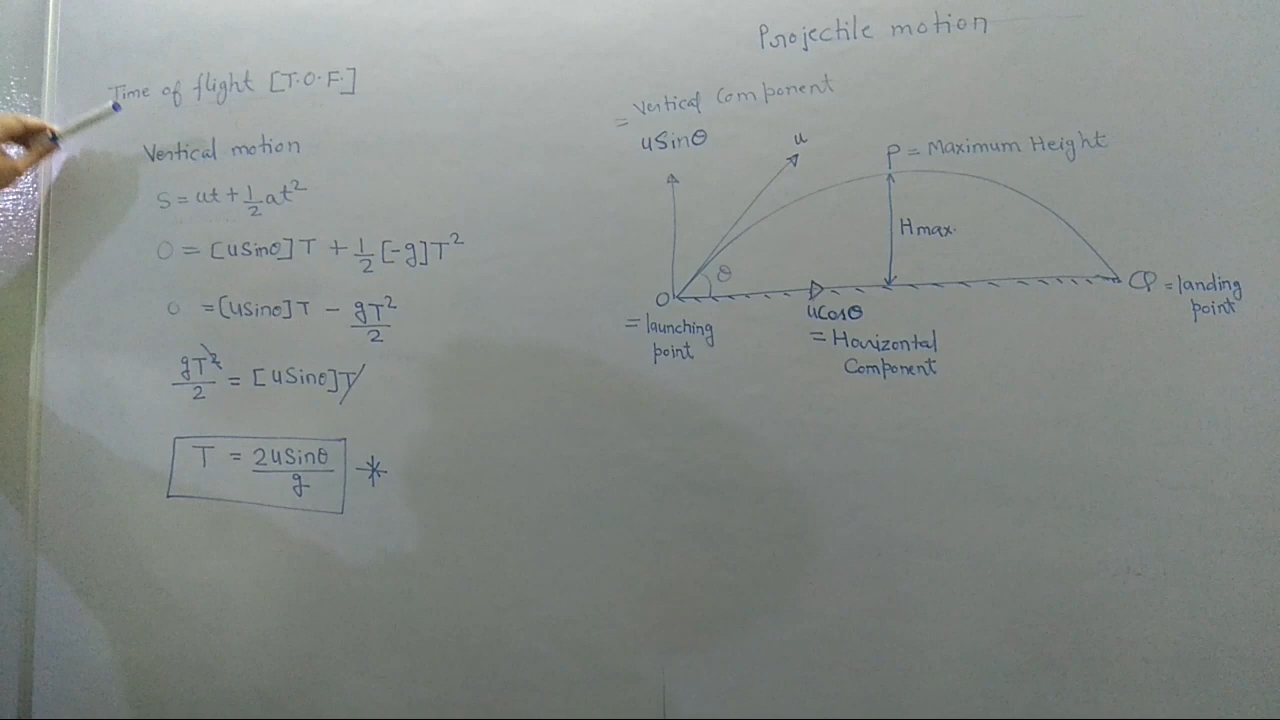 Projectile motion
Time of flight [T.O.F.]
Vertical motion
S = ut + 1/2 at²
0 = [uSinθ] T + 1/2 [-g] T²
0 = [uSinθ] T - gT²/2
gT²/2 = [uSinθ] T
T = 2uSinθ/g *
= Vertical Component
uSinθ
u
P = Maximum Height
Hmax.
θ
O
= launching
point
uCosθ
= Horizontal
Component
Q = landing
point